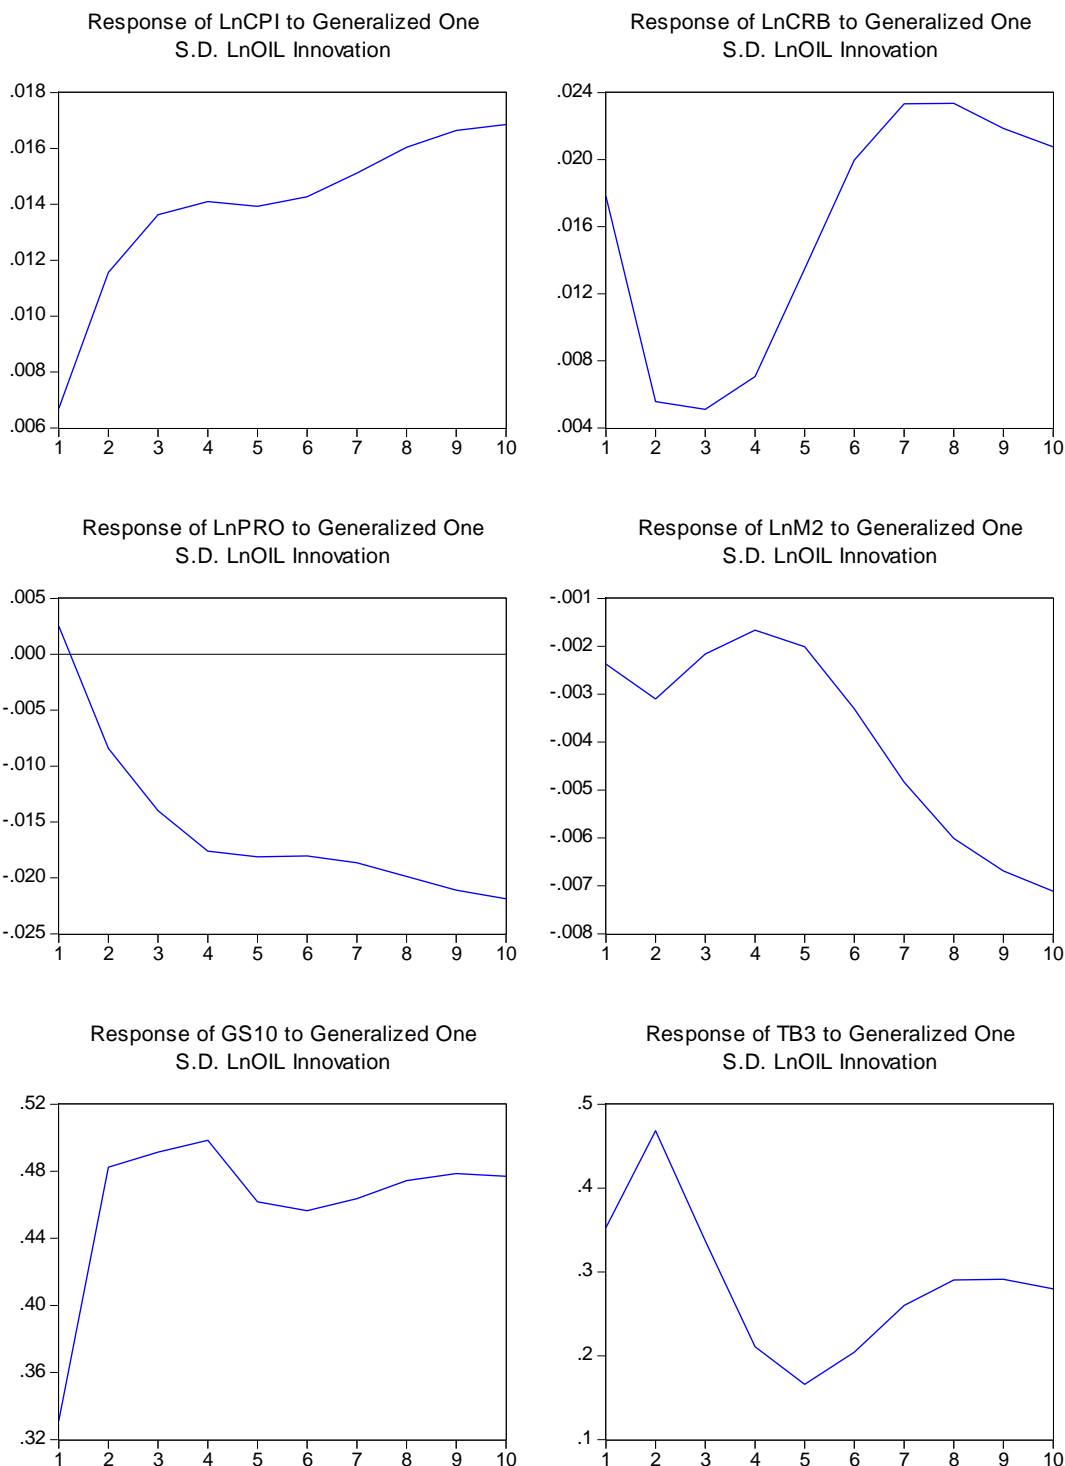 Response of LnCPI to Generalized One
S.D. LnOIL Innovation
.018
.016
.014
.012
.010
.008
.006
1 2 3 4 5 6 7 8 9 10
Response of LnCRB to Generalized One
S.D. LnOIL Innovation
.024
.020
.016
.012
.008
.004
1 2 3 4 5 6 7 8 9 10
Response of LnPRO to Generalized One
S.D. LnOIL Innovation
.005
.000
-.005
-.010
-.015
-.020
-.025
1 2 3 4 5 6 7 8 9 10
Response of LnM2 to Generalized One
S.D. LnOIL Innovation
-.001
-.002
-.003
-.004
-.005
-.006
-.007
-.008
1 2 3 4 5 6 7 8 9 10
Response of GS10 to Generalized One
S.D. LnOIL Innovation
.52
.48
.44
.40
.36
.32
1 2 3 4 5 6 7 8 9 10
Response of TB3 to Generalized One
S.D. LnOIL Innovation
.5
.4
.3
.2
.1
1 2 3 4 5 6 7 8 9 10